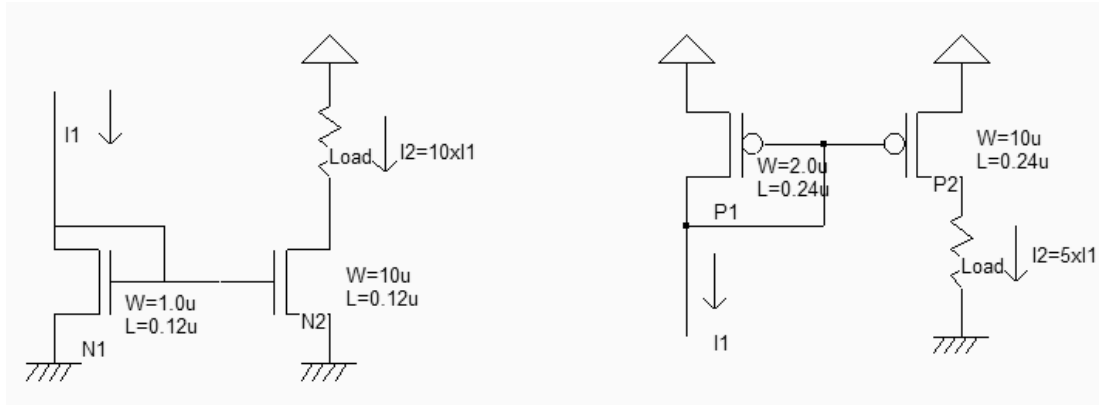 I1
Load
I2=10xI1
W=1.0u
L=0.12u
N1
W=10u
L=0.12u
N2
W=2.0u
L=0.24u
P1
I1
W=10u
L=0.24u
P2
Load
I2=5xI1